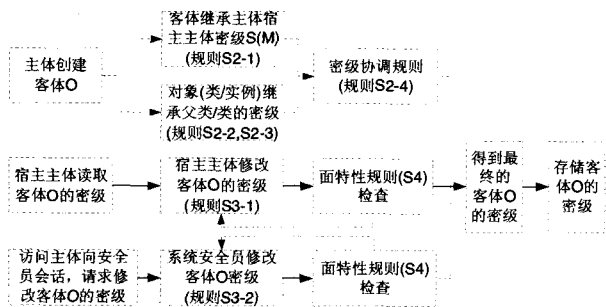 主体创建
客体O
客体继承主体宿
主主体密级S(M)
(规则S2-1)
对象(类/实例)继
承父类/类的密级
(规则S2-2,S2-3)
密级协调规则
(规则S2-4)
宿主主体读取
客体O的密级
宿主主体修改
客体O的密级
(规则S3-1)
面特性规则(S4)
检查
得到最
终的
客体O
的密级
存储客
体O的
密级
访问主体向安全
员会话，请求修
改客体O的密级
系统安全员修改
客体O密级
(规则S3-2)
面特性规则(S4)
检查